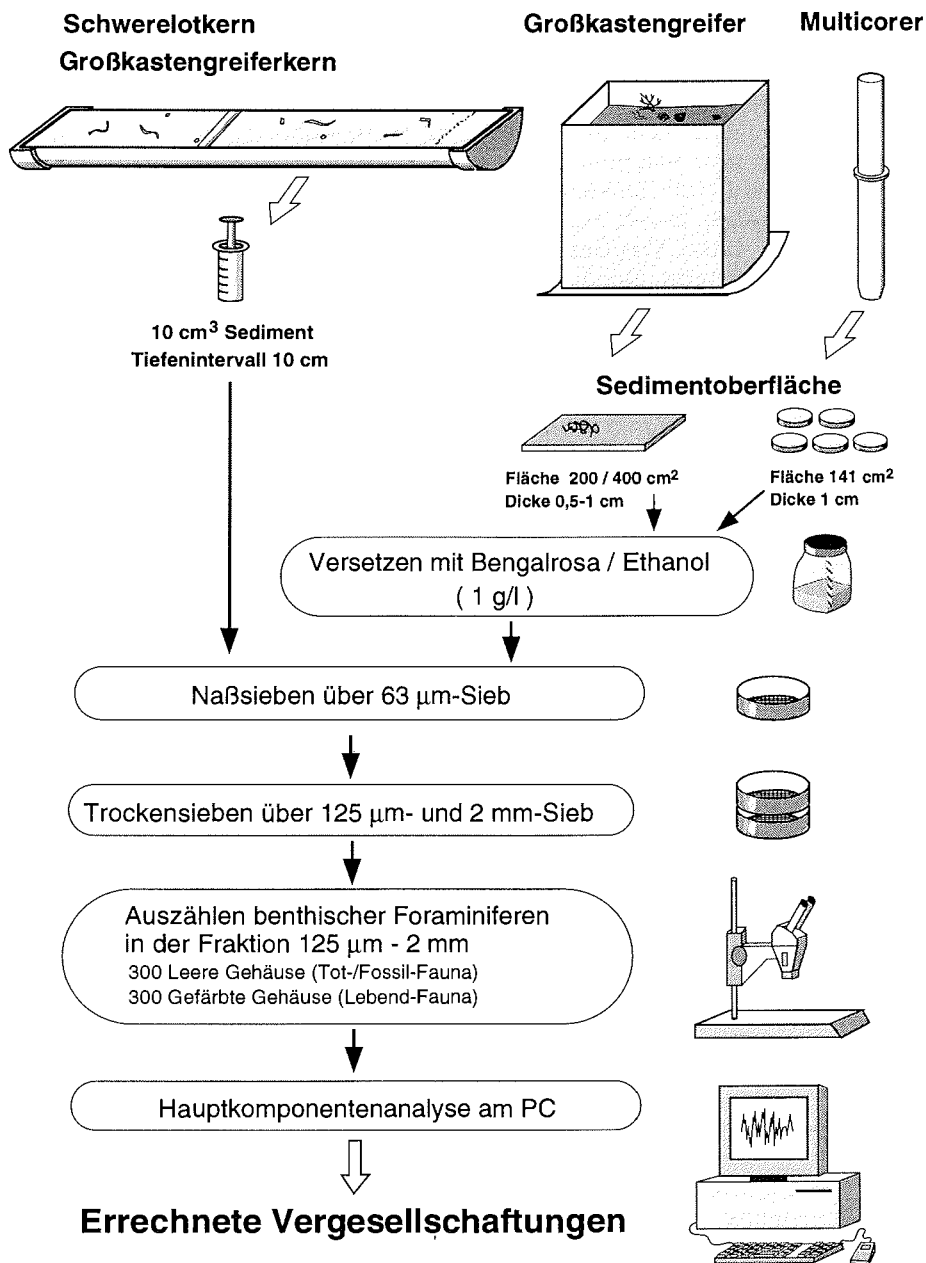 Schwerelotkern
Großkastengreiferkern
Großkastengreifer
Multicorer
10 cm³ Sediment
Tiefenintervall 10 cm
Sedimentoberfläche
Fläche 200 / 400 cm²
Dicke 0,5-1 cm
Fläche 141 cm²
Dicke 1 cm
Versetzen mit Bengalrosa / Ethanol
( 1 g/l )
Naßsieben über 63 µm-Sieb
Trockensieben über 125 µm- und 2 mm-Sieb
Auszählen benthischer Foraminiferen
in der Fraktion 125 µm - 2 mm
300 Leere Gehäuse (Tot-/Fossil-Fauna)
300 Gefärbte Gehäuse (Lebend-Fauna)
Hauptkomponentenanalyse am PC
Errechnete Vergesellschaftungen